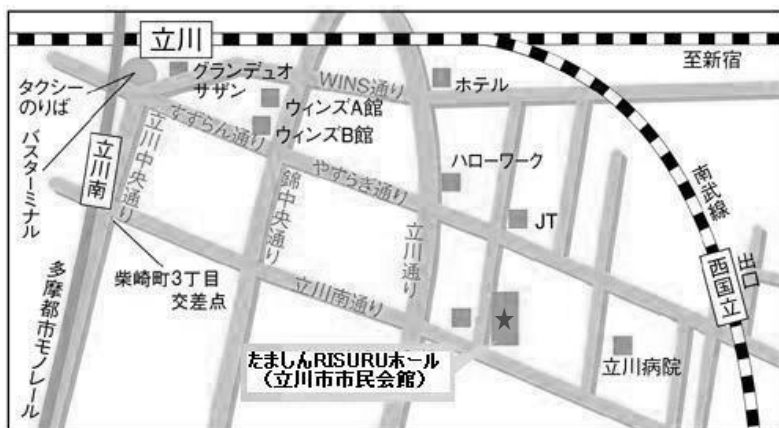 立川
至新宿
グランデュオ
サザン
WINS通り
ホテル
タクシー
のりば
ウィンズA館
ウィンズB館
すずらん通り
バスターミナル
立川南
立川中央通り
錦中央通り
やすらぎ通り
ハローワーク
立川通り
JT
南武線
西国立
出口
柴崎町3丁目
交差点
立川南通り
多摩都市モノレール
たましんRISURUホール
（立川市市民会館）
立川病院